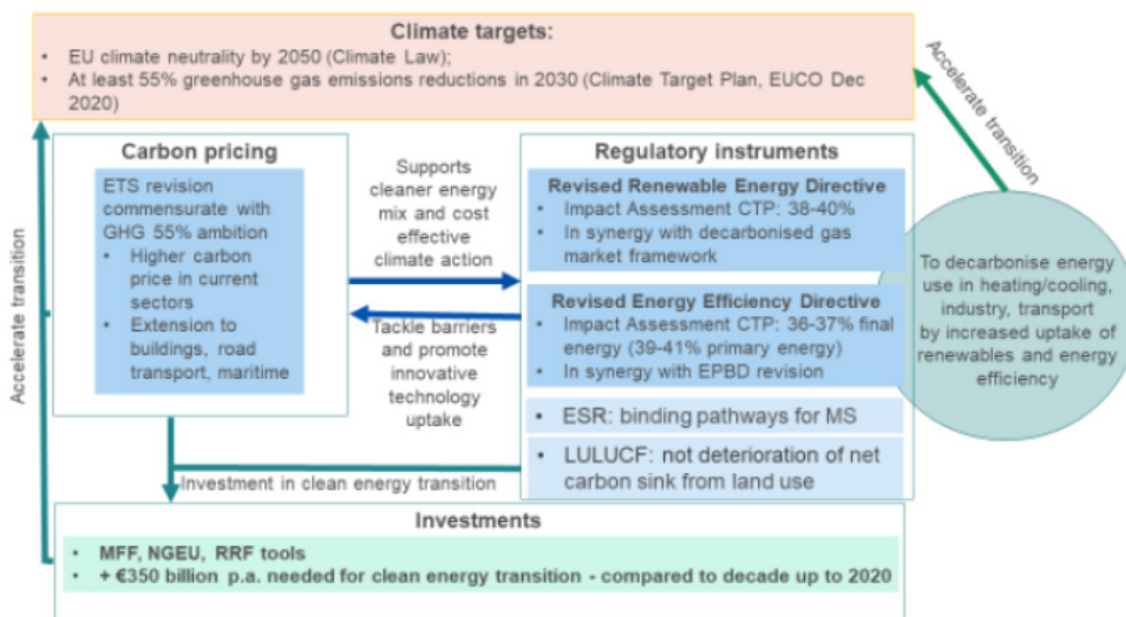 Climate targets:
• EU climate neutrality by 2050 (Climate Law);
• At least 55% greenhouse gas emissions reductions in 2030 (Climate Target Plan, EUCO Dec
2020)
Accelerate transition
Carbon pricing
ETS revision
commensurate with
GHG 55% ambition
• Higher carbon
price in current
sectors
• Extension to
buildings, road
transport, maritime
Accelerate transition
Supports
cleaner energy
mix and cost
effective
climate action
Tackle barriers
and promote
innovative
technology
uptake
Regulatory instruments
Revised Renewable Energy Directive
• Impact Assessment CTP: 38-40%
• In synergy with decarbonised gas
market framework
Revised Energy Efficiency Directive
• Impact Assessment CTP: 36-37% final
energy (39-41% primary energy)
• In synergy with EPBD revision
• ESR: binding pathways for MS
• LULUCF: not deterioration of net
carbon sink from land use
To decarbonise energy
use in heating/cooling,
industry, transport
by increased uptake of
renewables and energy
efficiency
Investment in clean energy transition
Investments
• MFF, NGEU, RRF tools
• + €350 billion p.a. needed for clean energy transition - compared to decade up to 2020